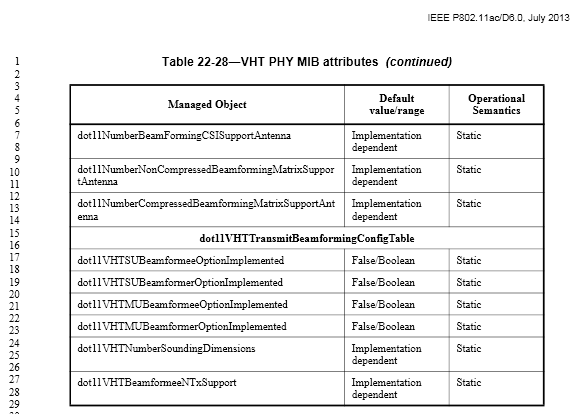 IEEE P802.11ac/D6.0, July 2013
1 Table 22-28—VHT PHY MIB attributes (continued)
2
3
4 Managed Object Default Operational
5 value/range Semantics
6
7 dot11NumberBeamFormingCSISupportAntenna Implementation Static
8 dependent
9
10 dot11NumberNonCompressedBeamformingMatrixSuppor Implementation Static
11 tAntenna dependent
12
13 dot11NumberCompressedBeamformingMatrixSupportAnt Implementation Static
14 enna dependent
15
16 dot11VHTTransmitBeamformingConfigTable
17 dot11VHTSUBeamformeeOptionImplemented False/Boolean Static
18
19 dot11VHTSUBeamformerOptionImplemented False/Boolean Static
20
21 dot11VHTMUBeamformeeOptionImplemented False/Boolean Static
22
23 dot11VHTMUBeamformerOptionImplemented False/Boolean Static
24
25 dot11VHTNumberSoundingDimensions Implementation Static
26 dependent
27 dot11VHTBeamformeeNTxSupport Implementation Static
28 dependent
29